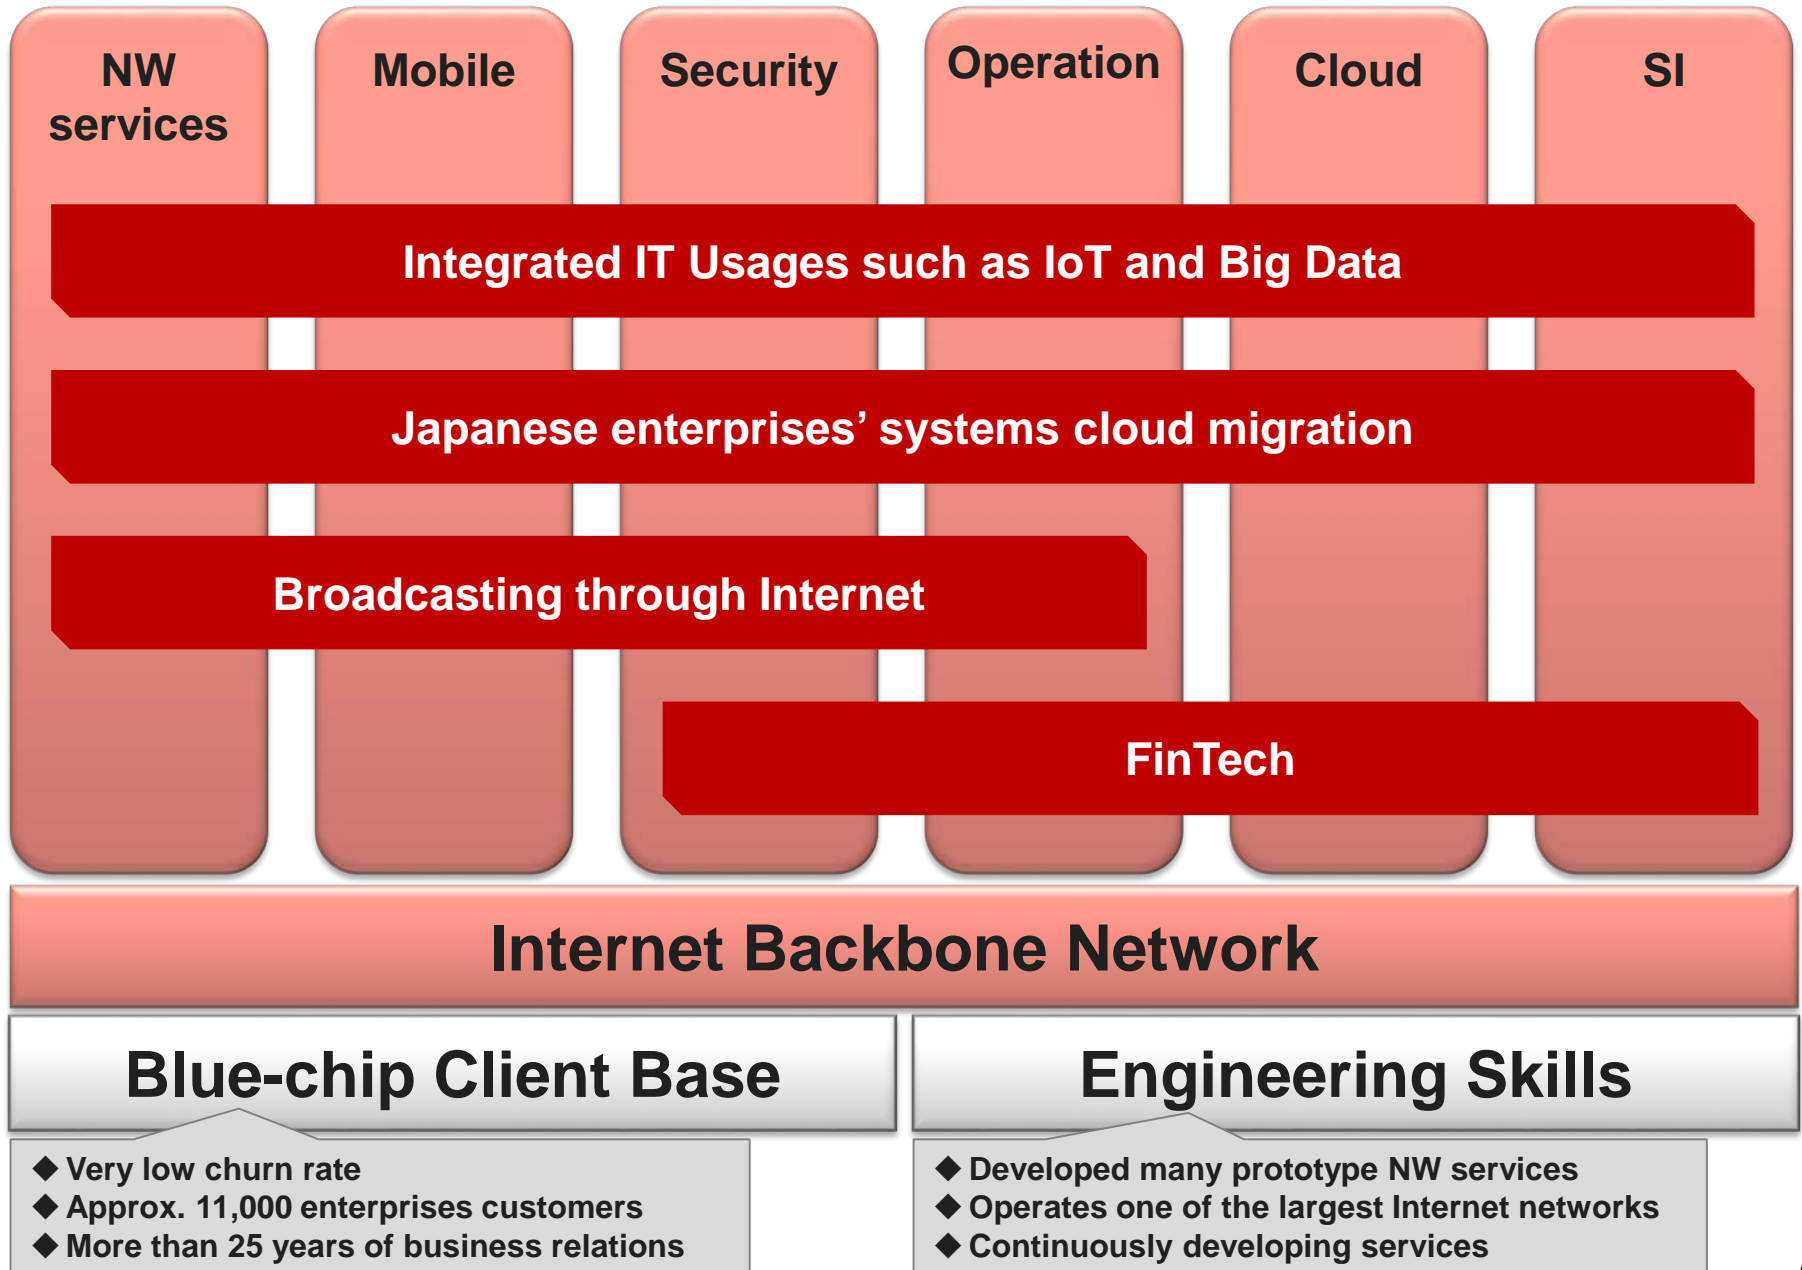 NW
services
Mobile
Security
Operation
Cloud
SI
Integrated IT Usages such as IoT and Big Data
Japanese enterprises’ systems cloud migration
Broadcasting through Internet
FinTech
Internet Backbone Network
Blue-chip Client Base
Engineering Skills
◆ Very low churn rate
◆ Approx. 11,000 enterprises customers
◆ More than 25 years of business relations
◆ Developed many prototype NW services
◆ Operates one of the largest Internet networks
◆ Continuously developing services